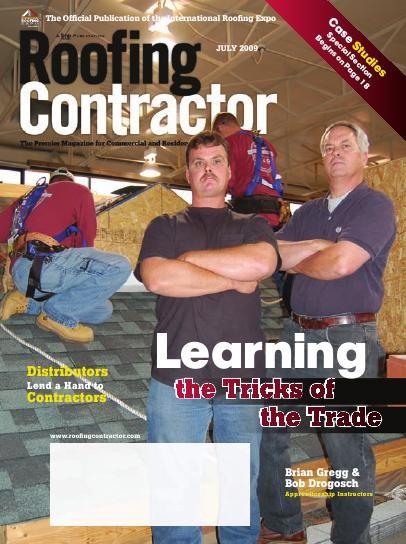 The Official Publication of the International Roofing Expo
Roofing
Contractor
JULY 2009
The Premier Magazine for Commercial and Residen
Case Studies
Special Section
Begins on Page 18
Distributors
Lend a Hand to
Contractors
Learning
the Tricks of
the Trade
www.roofingcontractor.com
Brian Gregg &
Bob Drogosch
Apprenticeship Instructors